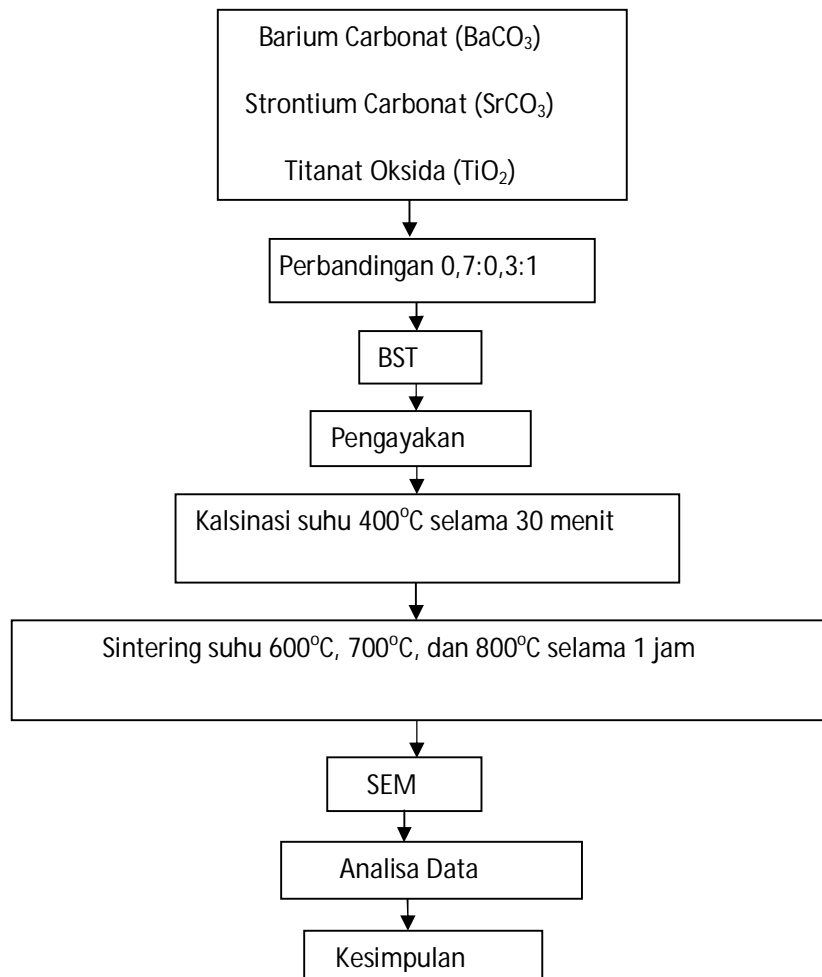 Barium Carbonat (BaCO₃)
Strontium Carbonat (SrCO₃)
Titanat Oksida (TiO₂)
Perbandingan 0,7:0,3:1
BST
Pengayakan
Kalsinasi suhu 400°C selama 30 menit
Sintering suhu 600°C, 700°C, dan 800°C selama 1 jam
SEM
Analisa Data
Kesimpulan